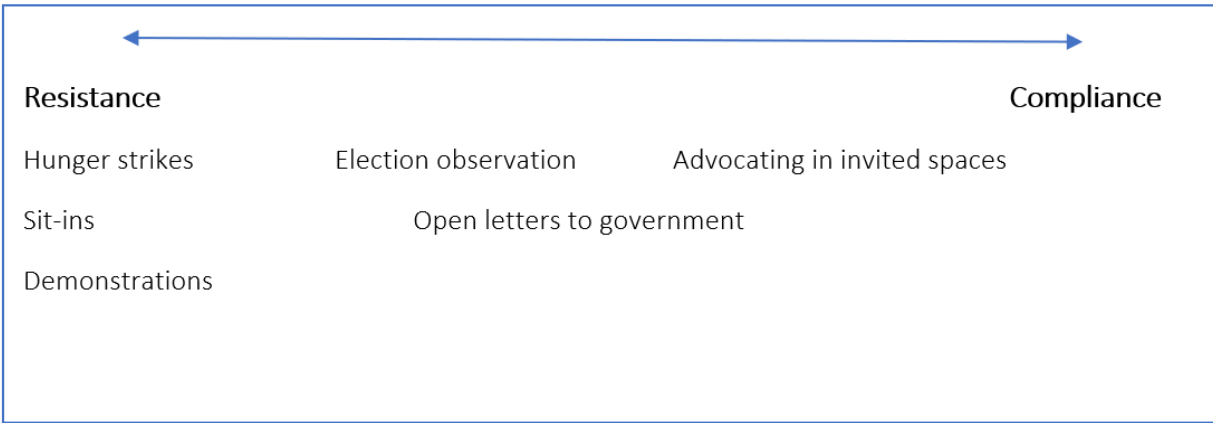 Resistance Compliance
Hunger strikes Election observation Advocating in invited spaces
Sit-ins Open letters to government
Demonstrations